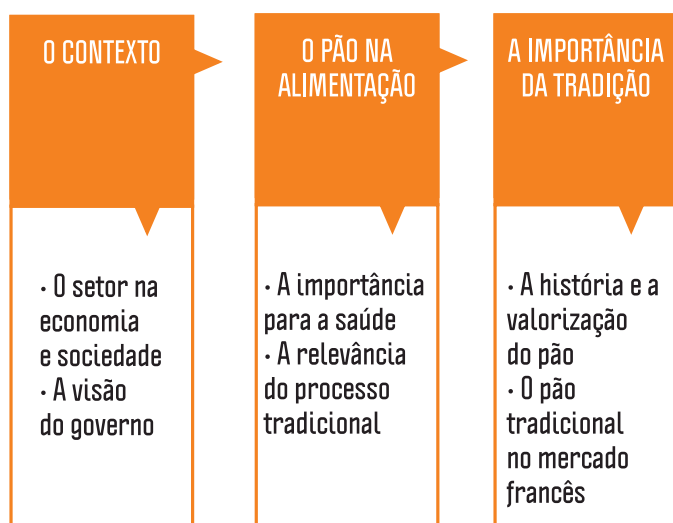 O CONTEXTO
· O setor na
economia
e sociedade
· A visão
do governo
O PÃO NA
ALIMENTAÇÃO
· A importância
para a saúde
· A relevância
do processo
tradicional
A IMPORTÂNCIA
DA TRADIÇÃO
· A história e a
valorização
do pão
· O pão
tradicional
no mercado
francês